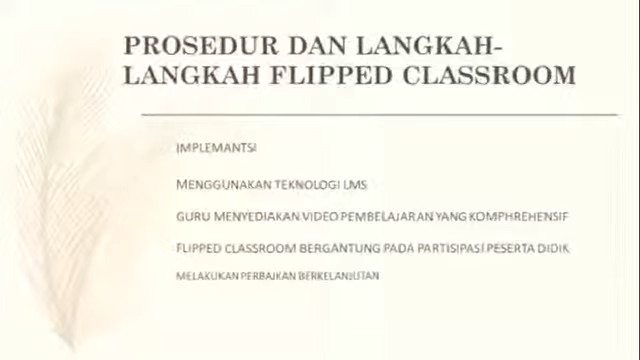 PROSEDUR DAN LANGKAH-
LANGKAH FLIPPED CLASSROOM
IMPLEMANTSI
MENGGUNAKAN TEKNOLOGI LMS
GURU MENYEDIAKAN VIDEO PEMBELAJARAN YANG KOMPHREHENSIF
FLIPPED CLASSROOM BERGANTUNG PADA PARTISIPASI PESERTA DIDIK
MELAKUKAN PERBAIKAN BERKELANJUTAN